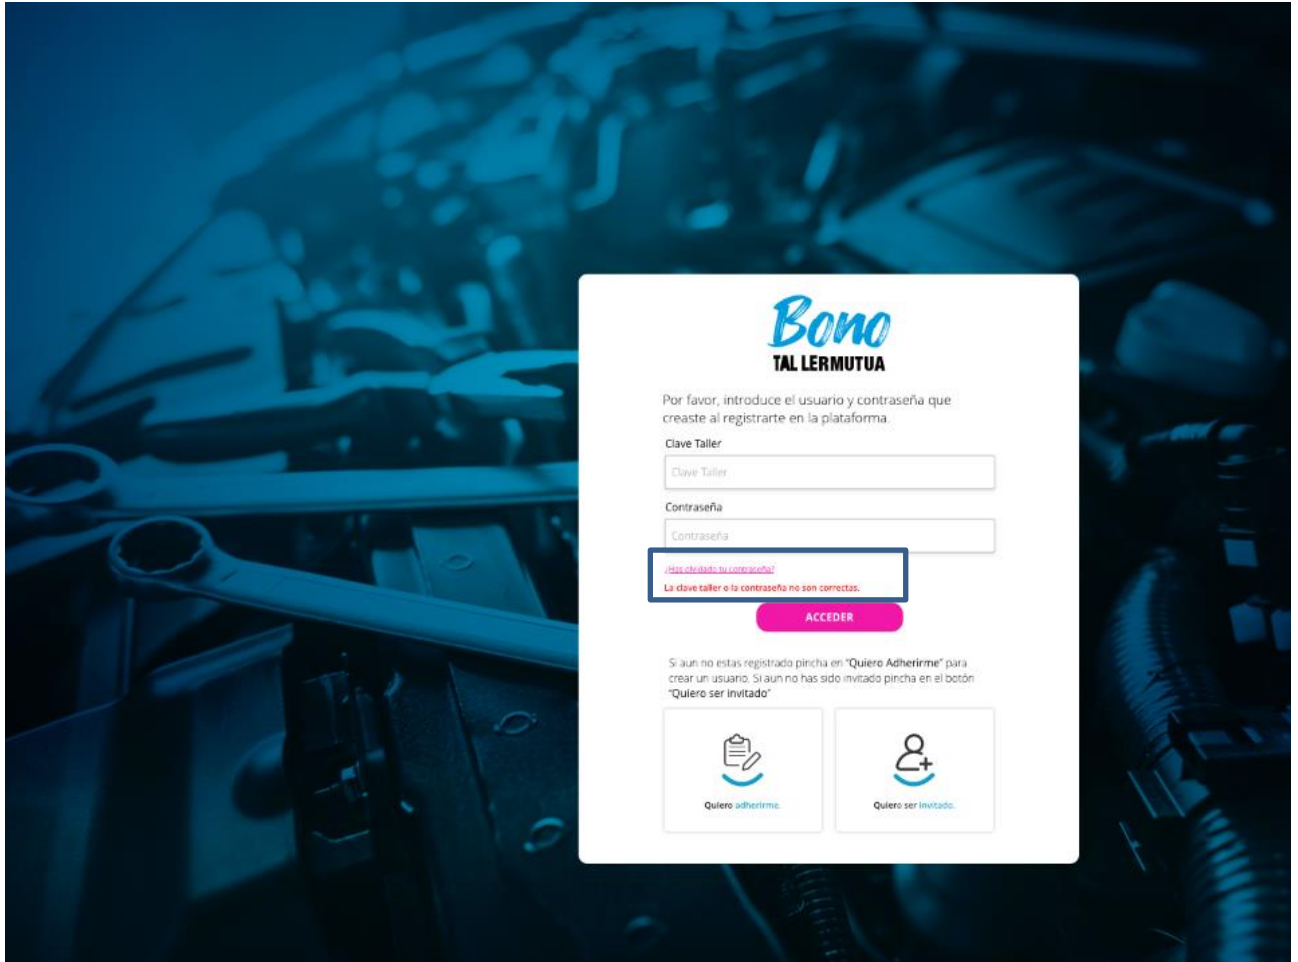 Bono
TALLERMUTUA
Por favor, introduce el usuario y contraseña que
creaste al registrarte en la plataforma.
Clave Taller
Clave Taller
Contraseña
Contraseña
¿Has olvidado tu contraseña?
La clave taller o la contraseña no son correctas.
ACCEDER
Si aun no estas registrado pincha en "Quiero Adherirme" para
crear un usuario. Si aun no has sido invitado pincha en el botón
"Quiero ser invitado"
Quiero adherirme.
Quiero ser invitado.